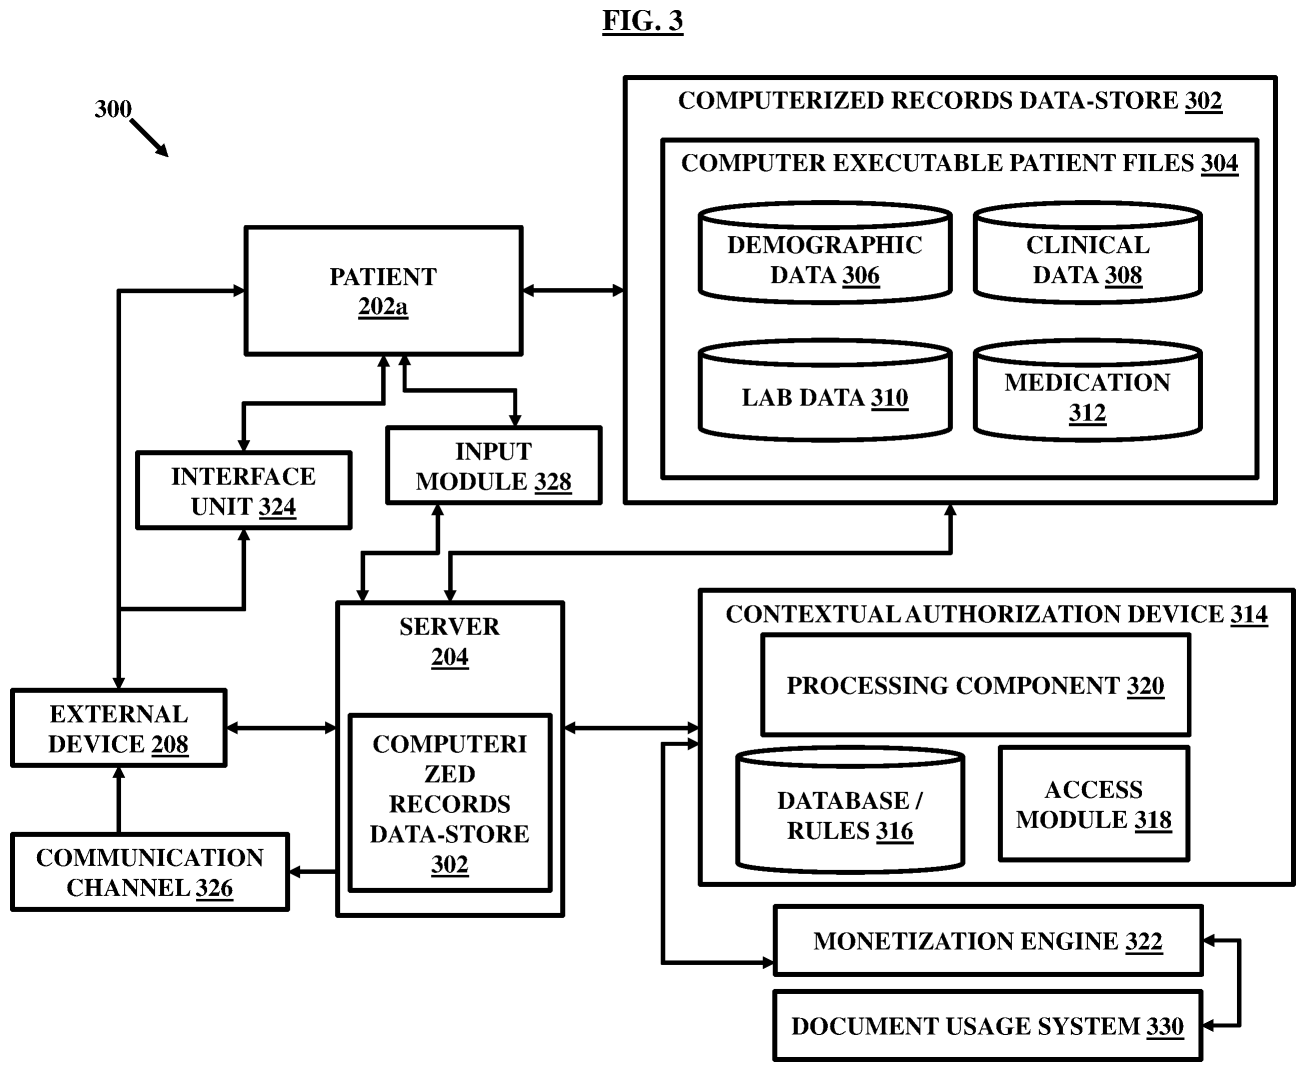 FIG. 3
300
COMPUTERIZED RECORDS DATA-STORE 302
COMPUTER EXECUTABLE PATIENT FILES 304
DEMOGRAPHIC
DATA 306
CLINICAL
DATA 308
LAB DATA 310
MEDICATION
312
PATIENT
202a
INTERFACE
UNIT 324
INPUT
MODULE 328
SERVER
204
COMPUTERI
ZED
RECORDS
DATA-STORE
302
EXTERNAL
DEVICE 208
COMMUNICATION
CHANNEL 326
CONTEXTUAL AUTHORIZATION DEVICE 314
PROCESSING COMPONENT 320
DATABASE /
RULES 316
ACCESS
MODULE 318
MONETIZATION ENGINE 322
DOCUMENT USAGE SYSTEM 330